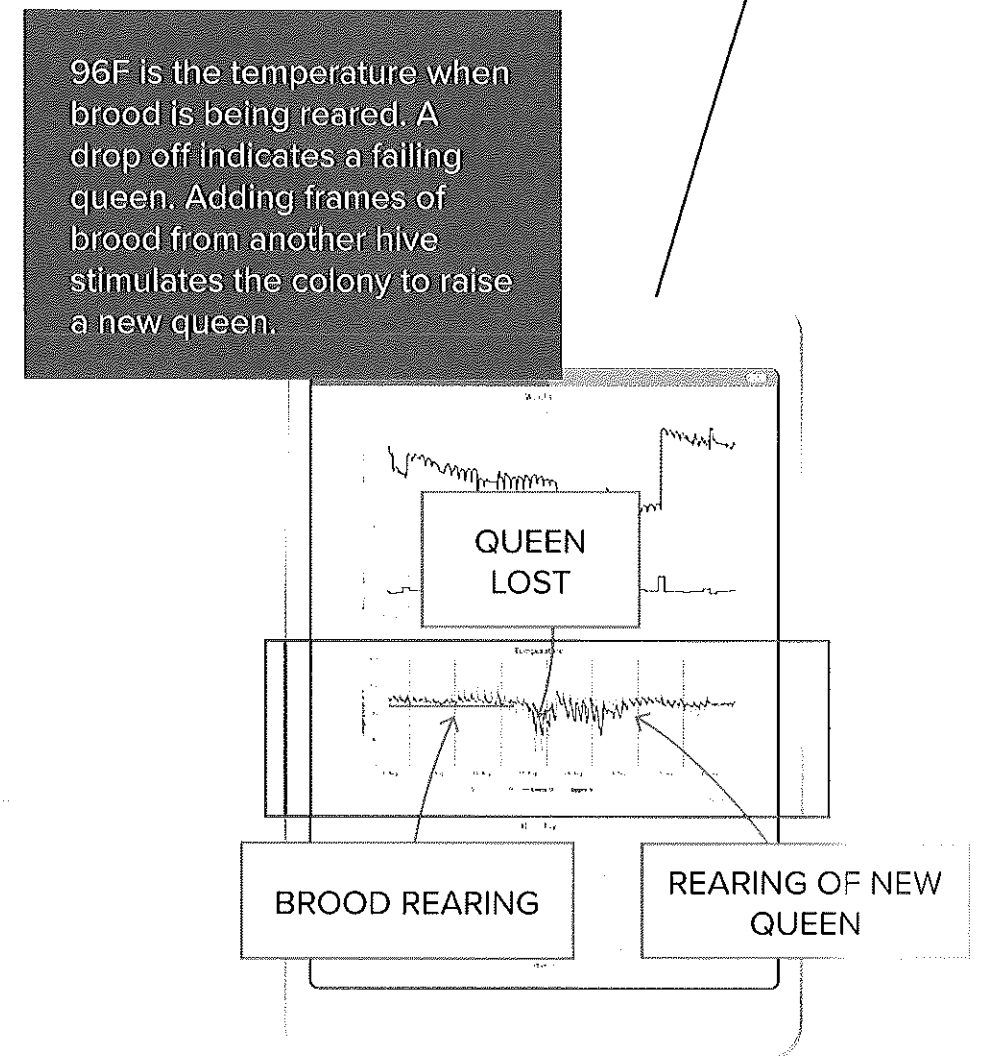 96F is the temperature when
brood is being reared. A
drop off indicates a failing
queen. Adding frames of
brood from another hive
stimulates the colony to raise
a new queen.
QUEEN
LOST
Temperature
BROOD REARING
REARING OF NEW
QUEEN